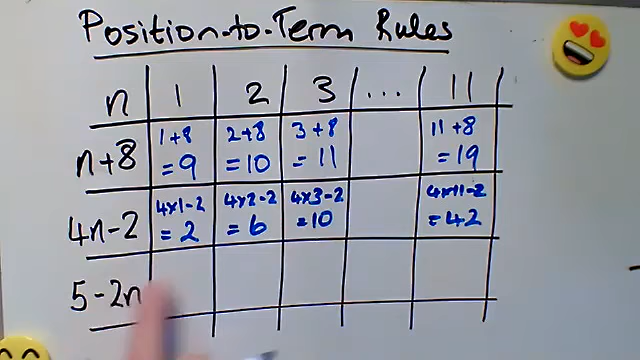 Position-to-Term Rules
n 1 2 3 ... 11
n+8 1+8 =9 2+8 =10 3+8 =11 11+8 =19
4n-2 4×1-2 =2 4×2-2 =6 4×3-2 =10 4×11-2 =42
5-2n